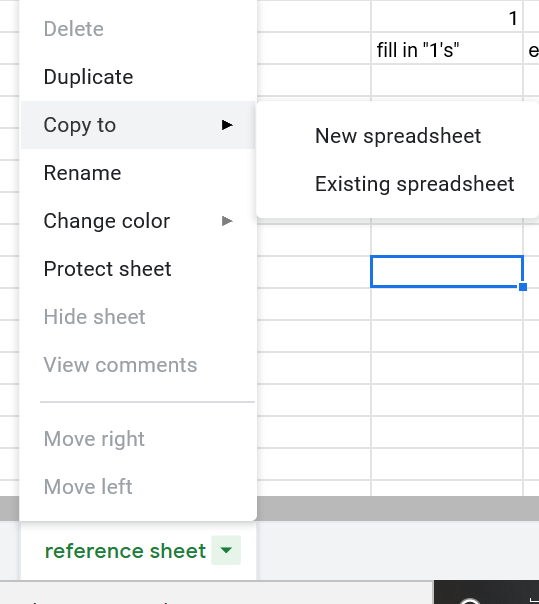 Delete
Duplicate
Copy to
Rename
Change color
Protect sheet
Hide sheet
View comments
Move right
Move left
New spreadsheet
Existing spreadsheet
1
fill in "1's"
reference sheet